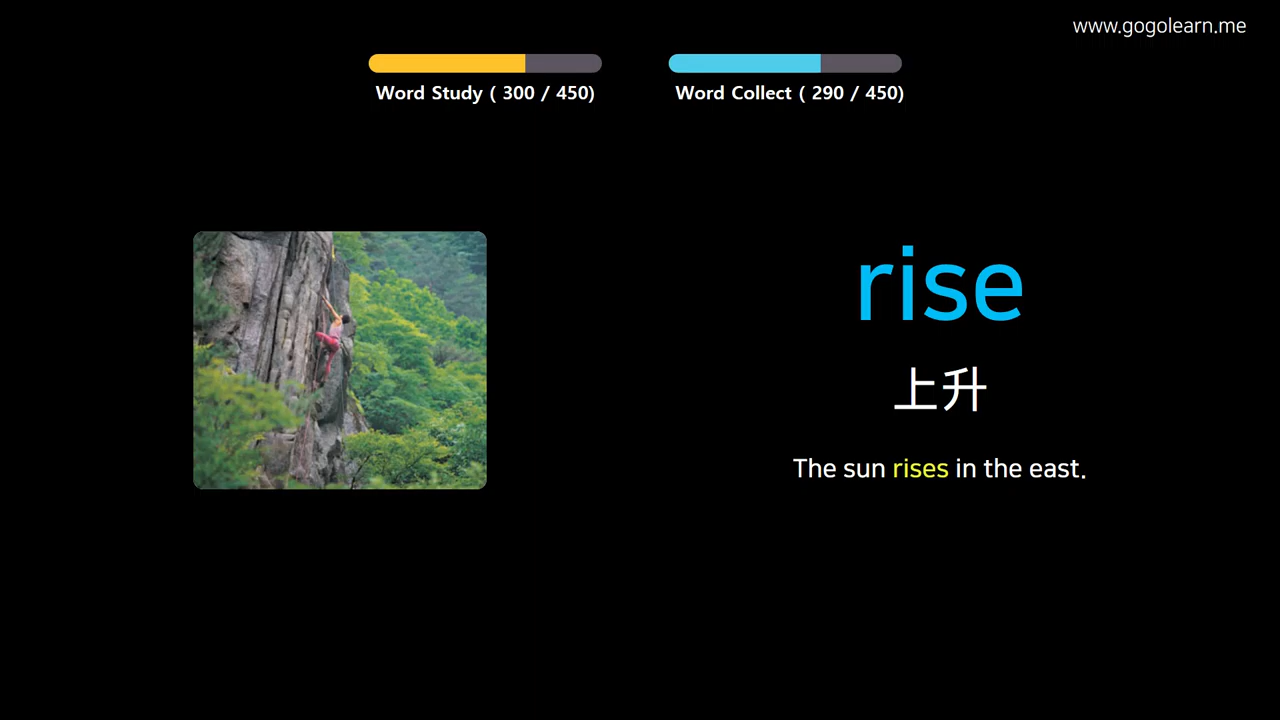 www.gogolearn.me
Word Study ( 300 / 450)
Word Collect ( 290 / 450)
rise
上升
The sun rises in the east.